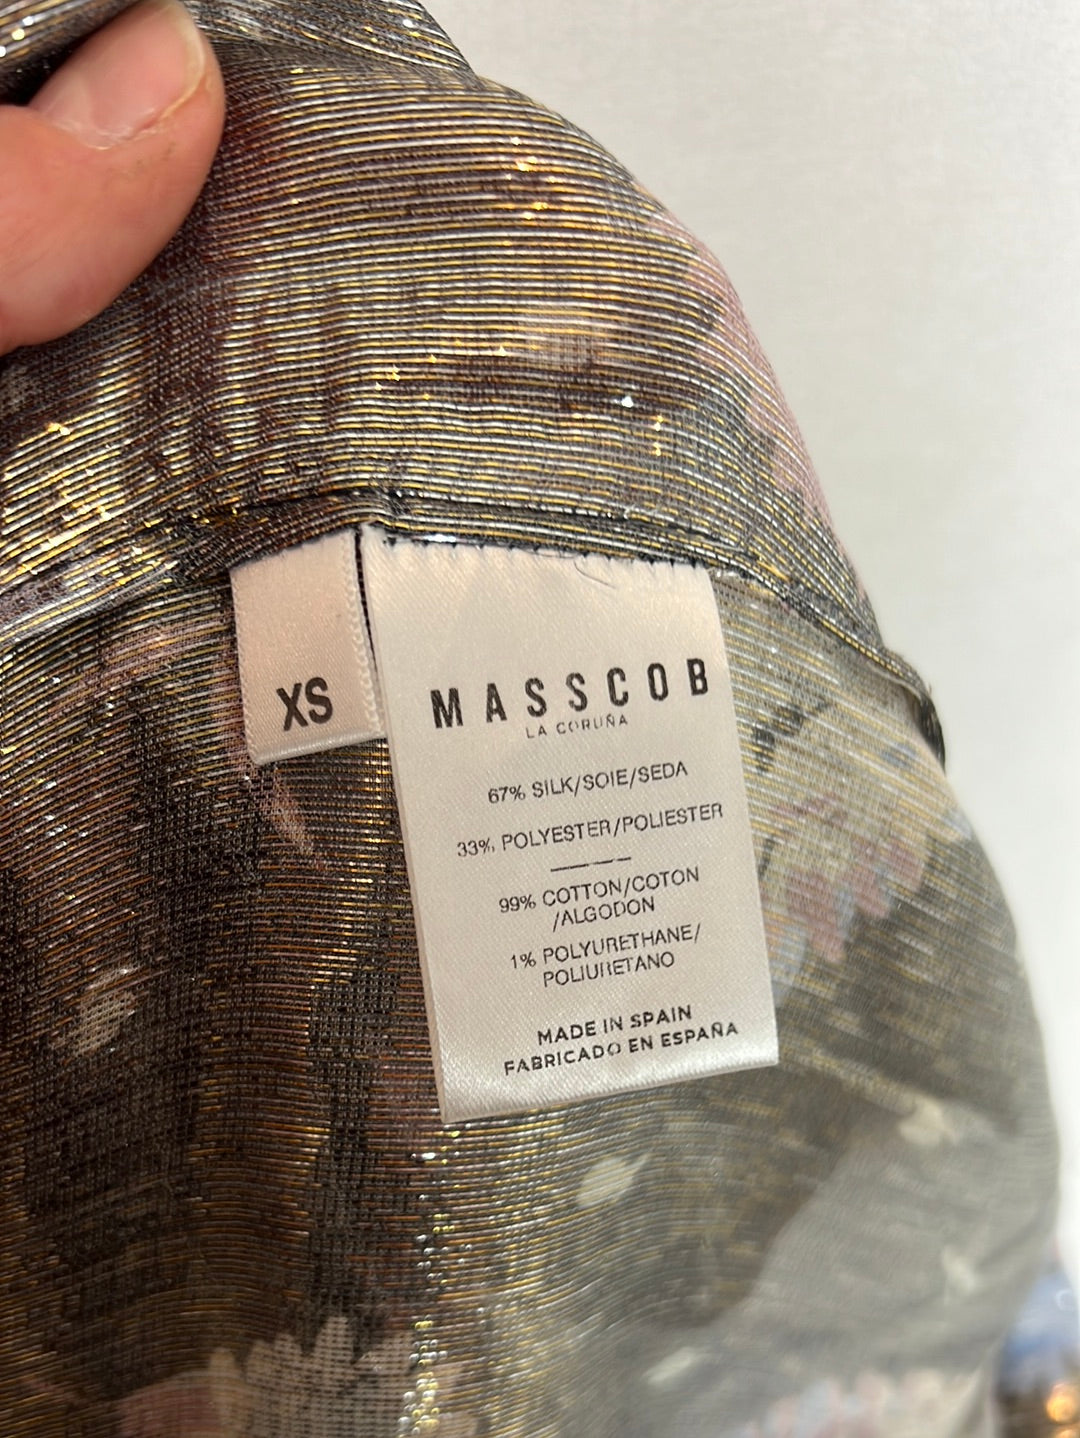 XS
MASSCOB
LA CORUÑA
67% SILK/SOIE/SEDA
33% POLYESTER/POLIESTER
99% COTTON/COTON
/ALGODON
1% POLYURETHANE/
POLIURETANO
MADE IN SPAIN
FABRICADO EN ESPAÑA